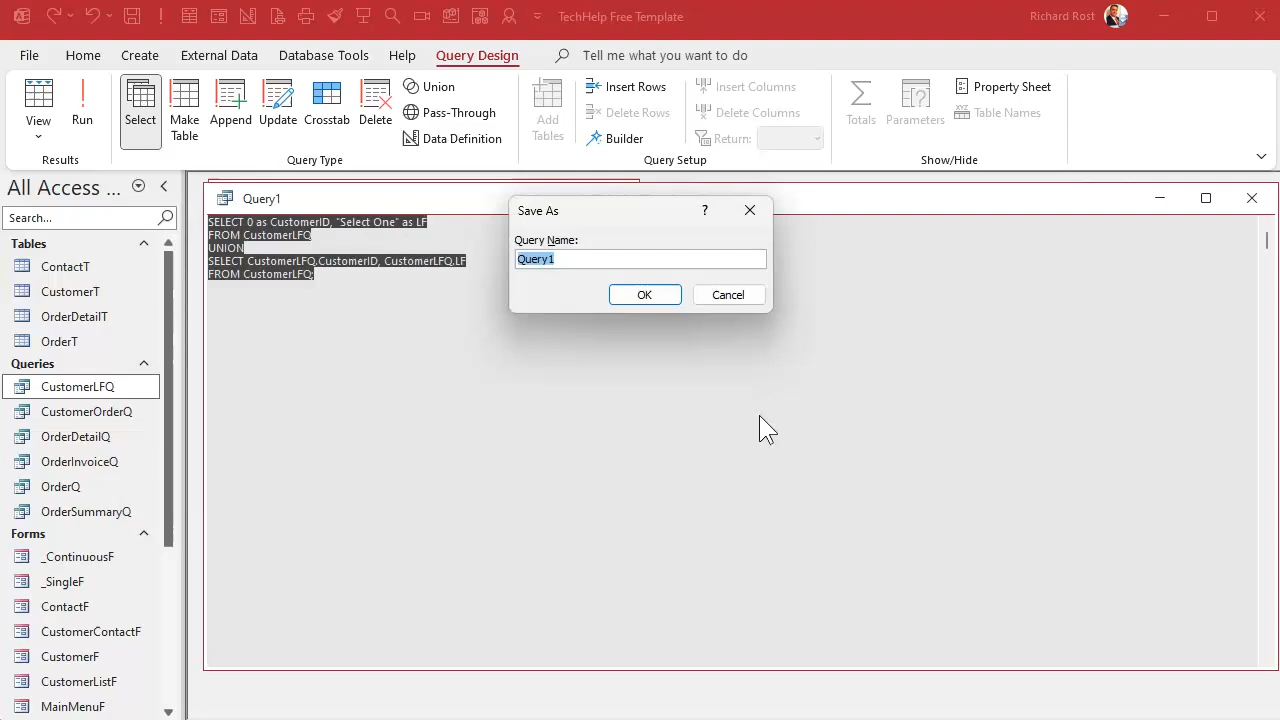 TechHelp Free Template
Richard Rost
File
Home
Create
External Data
Database Tools
Help
Query Design
Tell me what you want to do
View
Run
Results
Select
Make
Table
Append
Update
Crosstab
Delete
Union
Pass-Through
Data Definition
Query Type
Add
Tables
Insert Rows
Delete Rows
Builder
Insert Columns
Delete Columns
Return:
Query Setup
Totals
Parameters
Property Sheet
Table Names
Show/Hide
All Access ...
Search...
Tables
ContactT
CustomerT
OrderDetailT
OrderT
Queries
CustomerLFQ
CustomerOrderQ
OrderDetailQ
OrderInvoiceQ
OrderQ
OrderSummaryQ
Forms
_ContinuousF
_SingleF
ContactF
CustomerContactF
CustomerF
CustomerListF
MainMenuF
Query1
SELECT 0 as CustomerID, "Select One" as LF
FROM CustomerLFQ
UNION
SELECT CustomerLFQ.CustomerID, CustomerLFQ.LF
FROM CustomerLFQ;
Save As
?
Query Name:
Query1
OK
Cancel